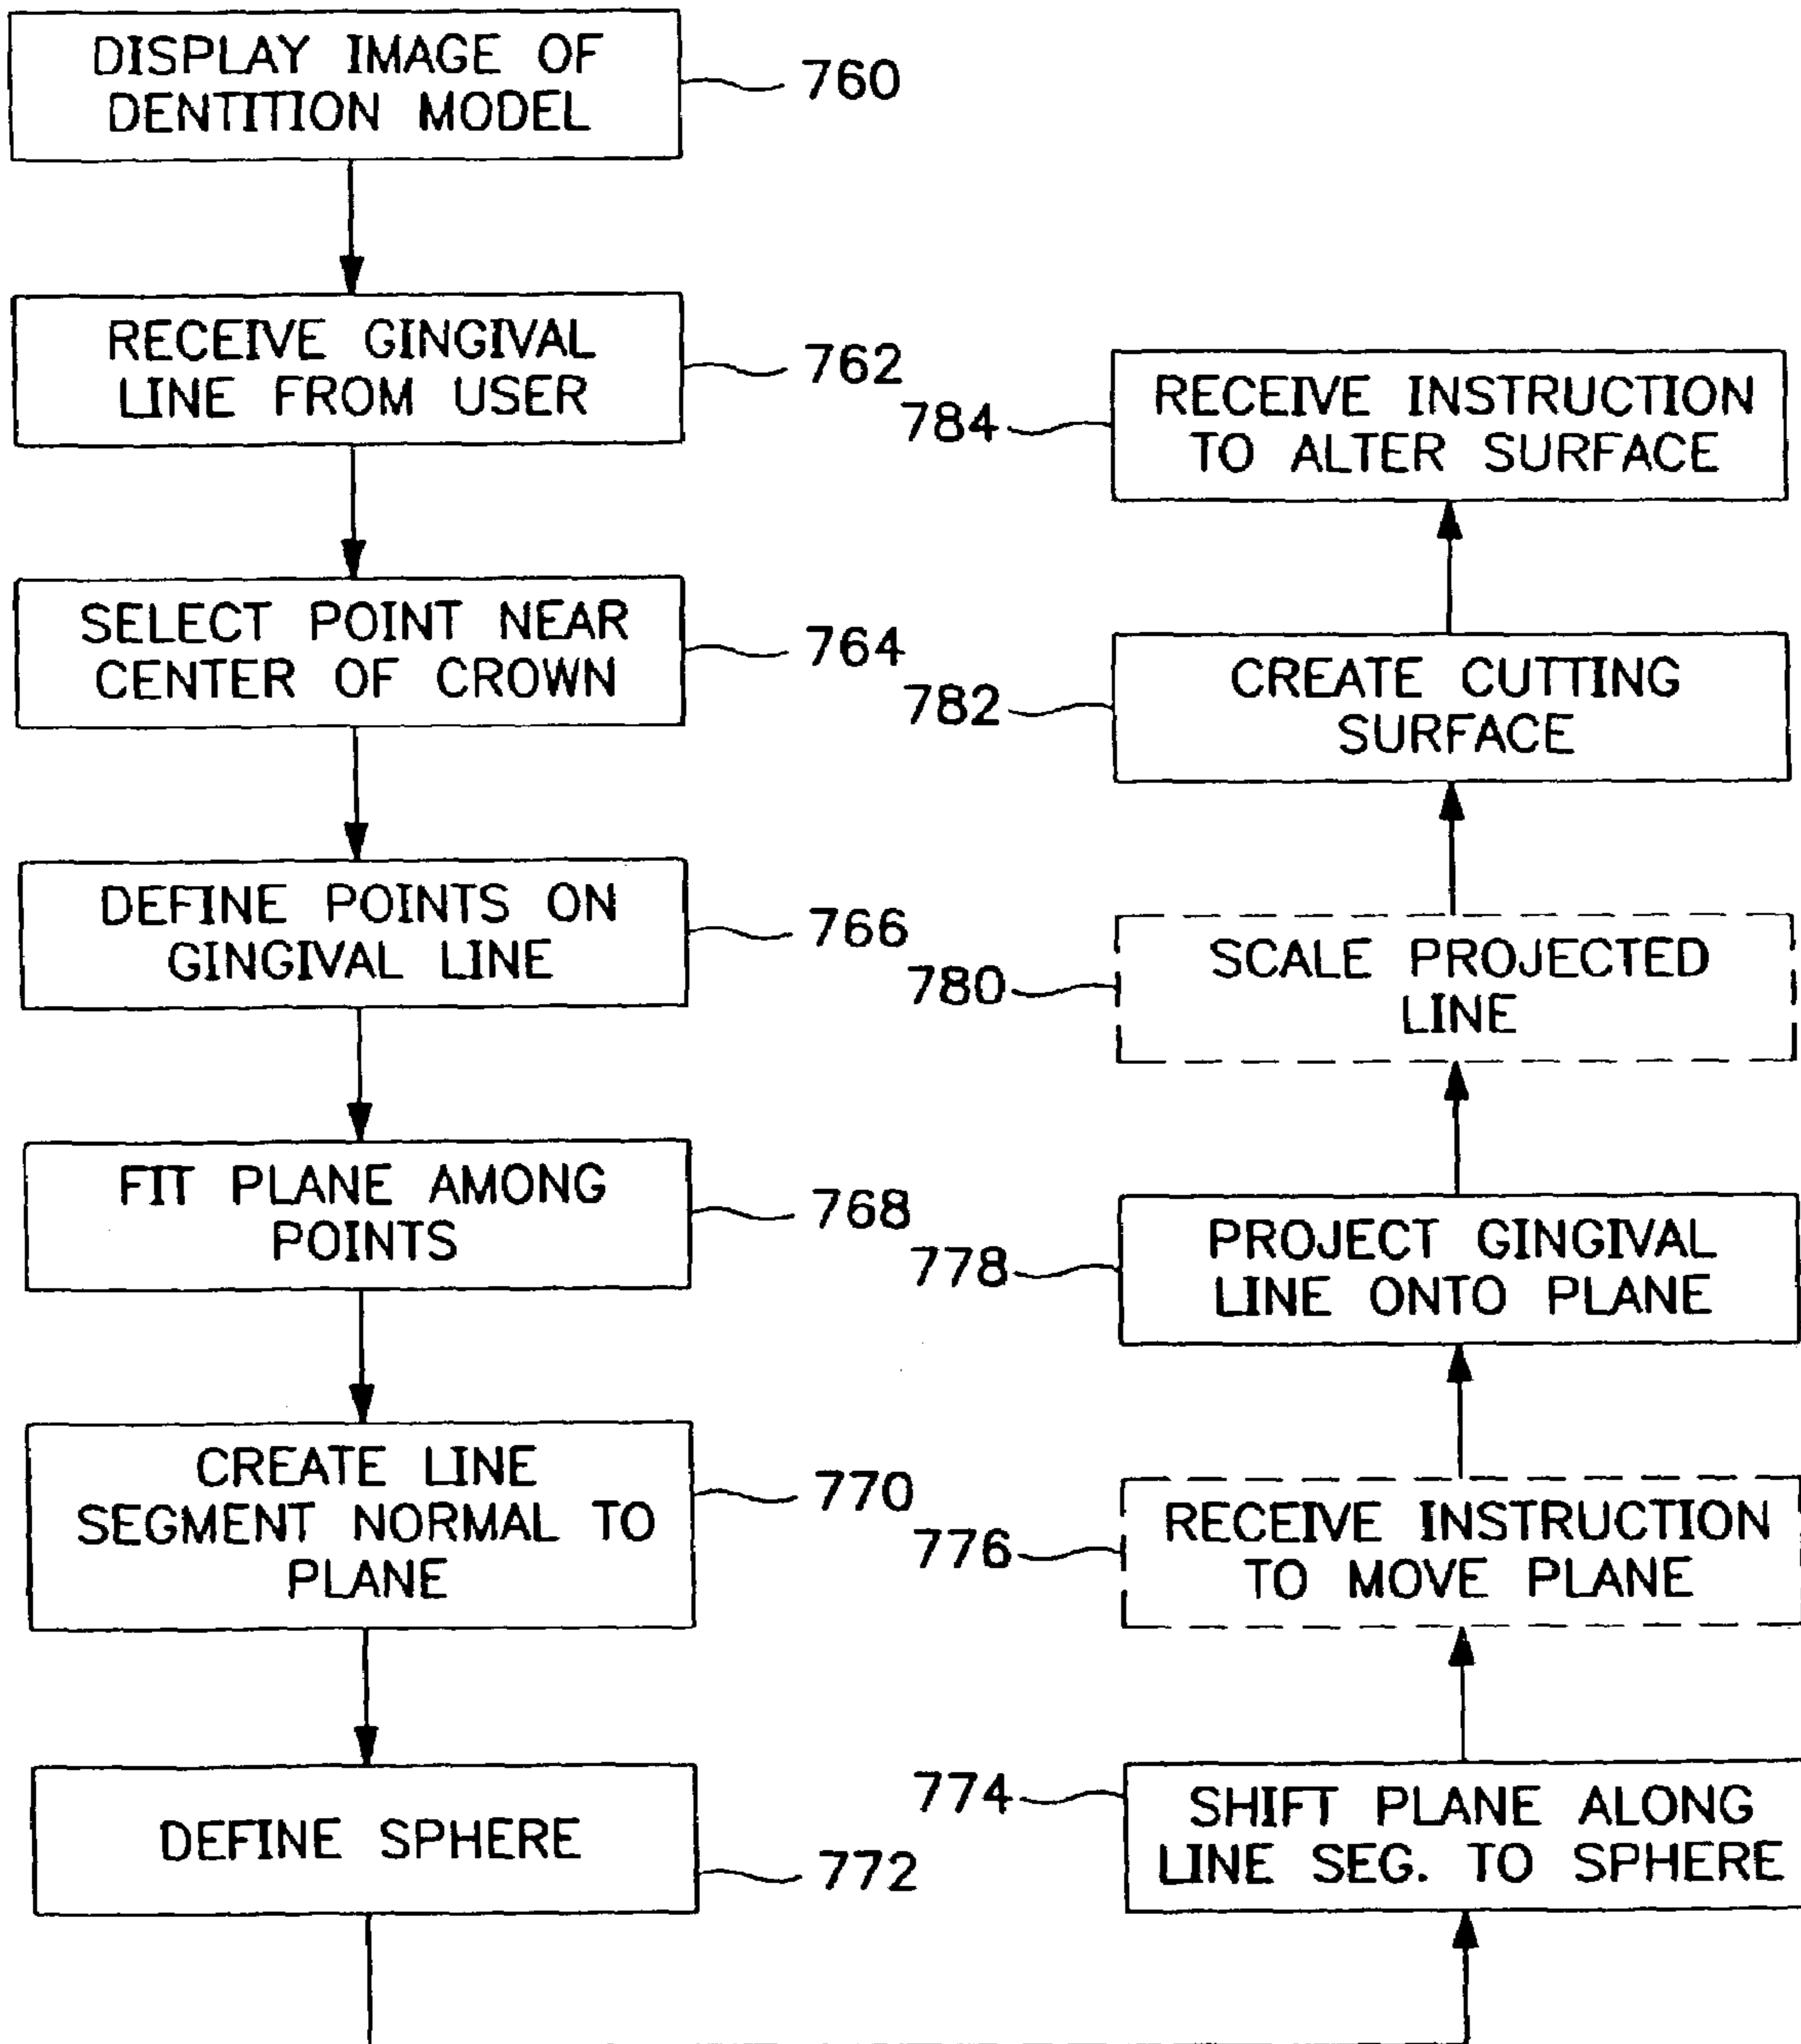 DISPLAY IMAGE OF
DENTITION MODEL
760
RECEIVE GINGIVAL
LINE FROM USER
762
SELECT POINT NEAR
CENTER OF CROWN
764
DEFINE POINTS ON
GINGIVAL LINE
766
FIT PLANE AMONG
POINTS
768
CREATE LINE
SEGMENT NORMAL TO
PLANE
770
DEFINE SPHERE
772
774
SHIFT PLANE ALONG
LINE SEG. TO SPHERE
776
RECEIVE INSTRUCTION
TO MOVE PLANE
778
PROJECT GINGIVAL
LINE ONTO PLANE
780
SCALE PROJECTED
LINE
782
CREATE CUTTING
SURFACE
784
RECEIVE INSTRUCTION
TO ALTER SURFACE